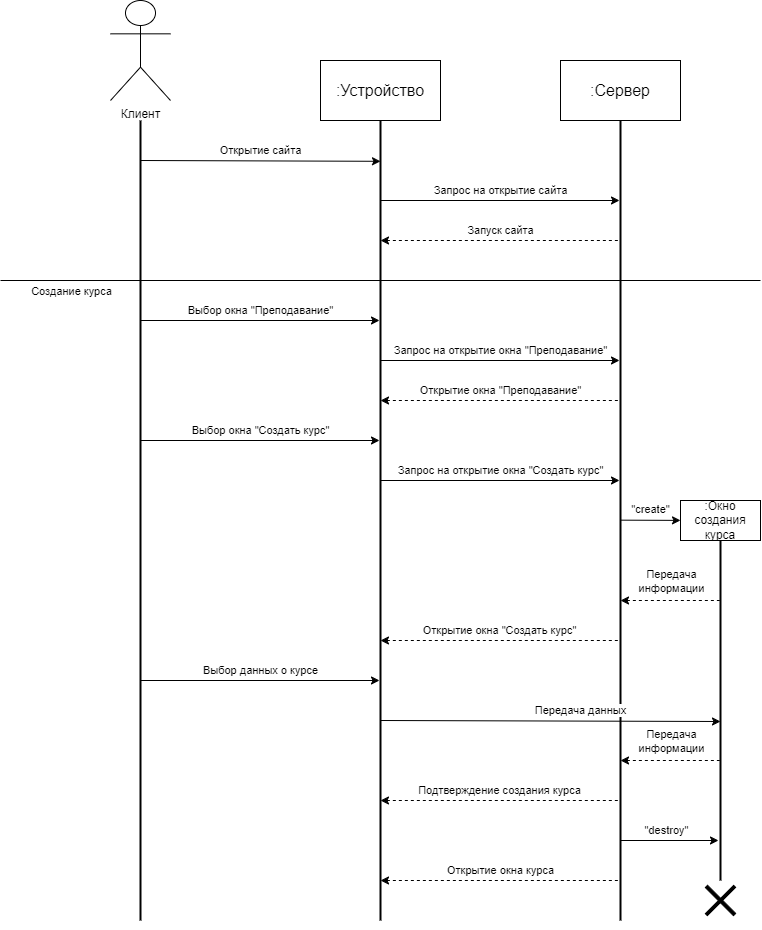 Клиент
:Устройство
:Сервер
Открытие сайта
Запрос на открытие сайта
Запуск сайта
Создание курса
Выбор окна "Преподавание"
Запрос на открытие окна "Преподавание"
Открытие окна "Преподавание"
Выбор окна "Создать курс"
Запрос на открытие окна "Создать курс"
"create"
:Окно
создания
курса
Передача
информации
Открытие окна "Создать курс"
Выбор данных о курсе
Передача данных
Передача
информации
Подтверждение создания курса
"destroy"
Открытие окна курса